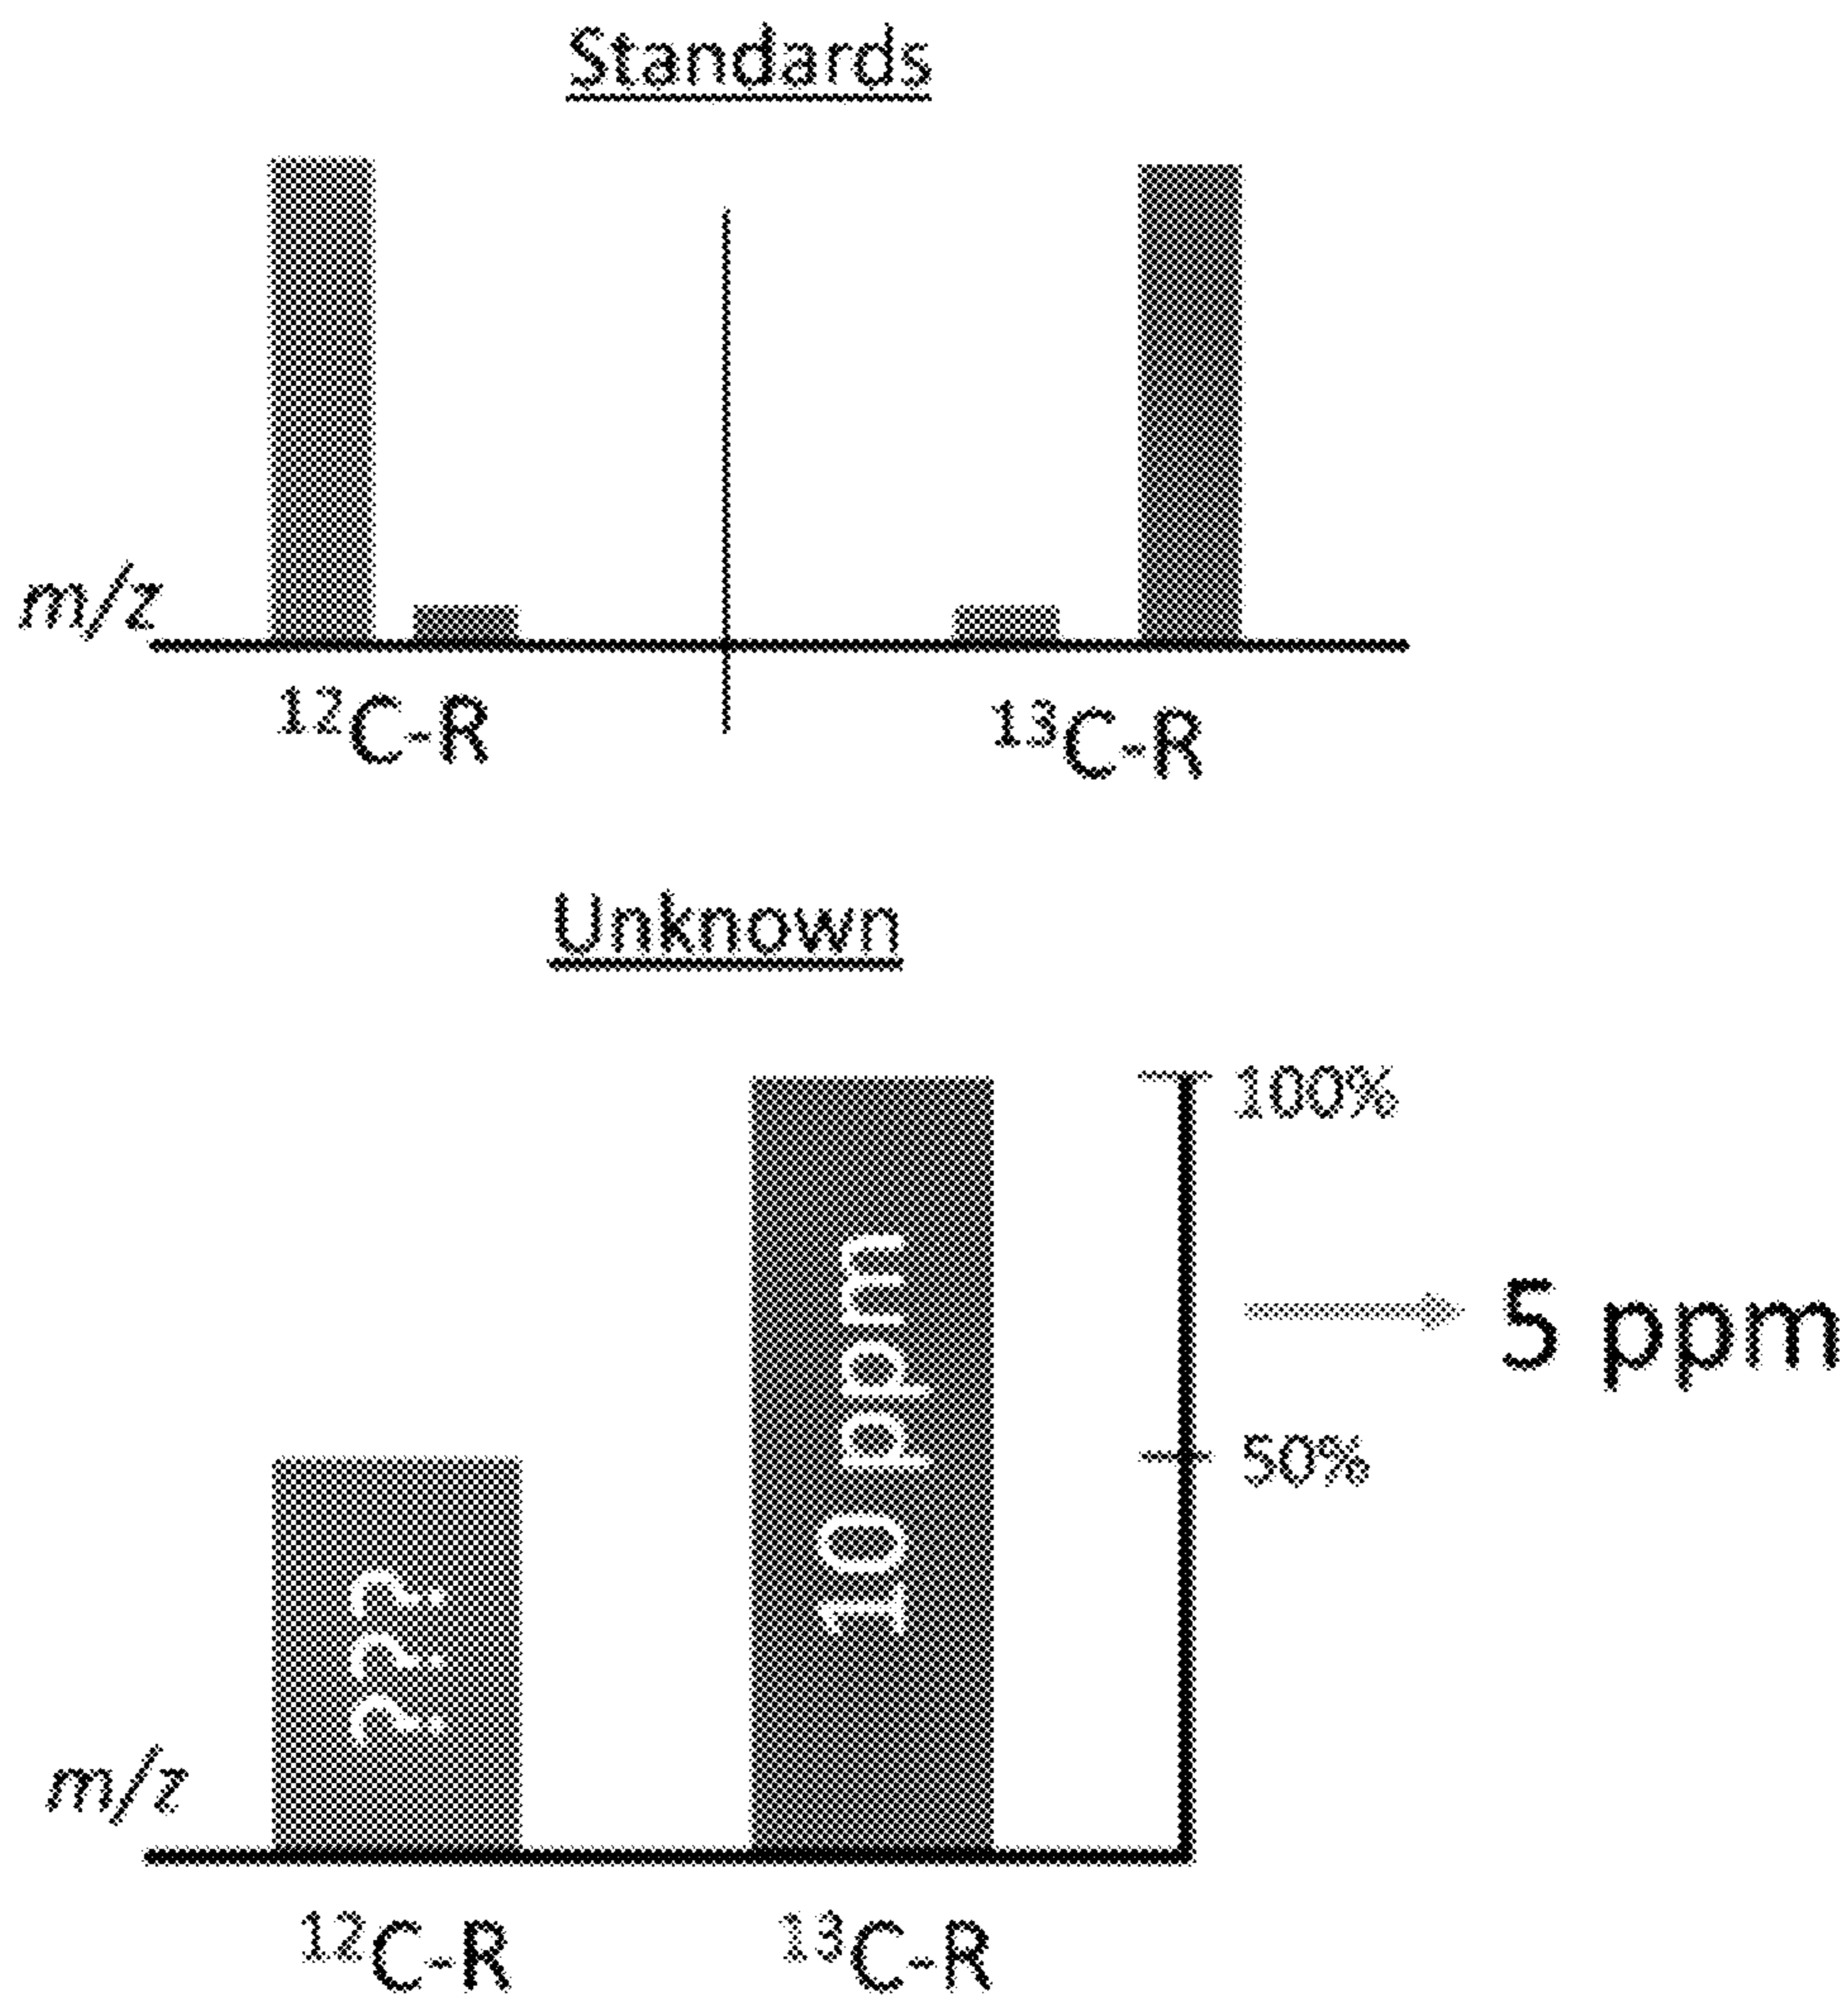 Standards
m/z
¹²C-R
¹³C-R
Unknown
100%
10 ppm
5 ppm
50%
???
m/z
¹²C-R
¹³C-R